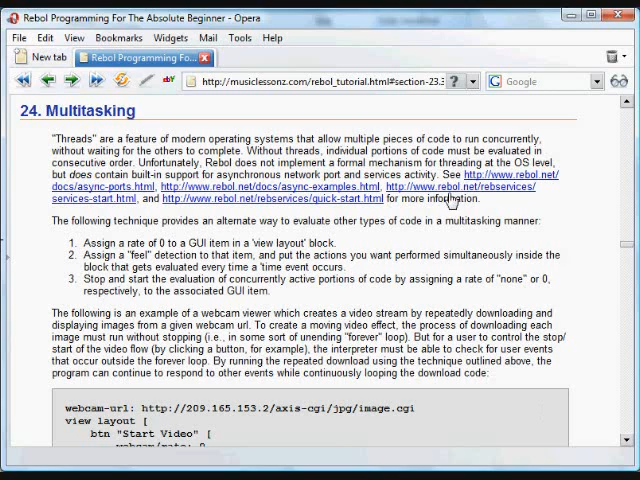 Rebol Programming For The Absolute Beginner - Opera
File Edit View Bookmarks Widgets Mail Tools Help
New tab Rebol Programming Fo...
http://musiclessonz.com/rebol_tutorial.html#section-23.3 ? Google
24. Multitasking
"Threads" are a feature of modern operating systems that allow multiple pieces of code to run concurrently,
without waiting for the others to complete. Without threads, individual portions of code must be evaluated in
consecutive order. Unfortunately, Rebol does not implement a formal mechanism for threading at the OS level,
but does contain built-in support for asynchronous network port and services activity. See http://www.rebol.net/
docs/async-ports.html, http://www.rebol.net/docs/async-examples.html, http://www.rebol.net/rebservices/
services-start.html, and http://www.rebol.net/rebservices/quick-start.html for more information.
The following technique provides an alternate way to evaluate other types of code in a multitasking manner:
1. Assign a rate of 0 to a GUI item in a 'view layout' block.
2. Assign a "feel" detection to that item, and put the actions you want performed simultaneously inside the
block that gets evaluated every time a 'time event occurs.
3. Stop and start the evaluation of concurrently active portions of code by assigning a rate of "none" or 0,
respectively, to the associated GUI item.
The following is an example of a webcam viewer which creates a video stream by repeatedly downloading and
displaying images from a given webcam url. To create a moving video effect, the process of downloading each
image must run without stopping (i.e., in some sort of unending "forever" loop). But for a user to control the stop/
start of the video flow (by clicking a button, for example), the interpreter must be able to check for user events
that occur outside the forever loop. By running the repeated download using the technique outlined above, the
program can continue to respond to other events while continuously looping the download code:
webcam-url: http://209.165.153.2/axis-cgi/jpg/image.cgi
view layout [
btn "Start Video" [
webcam/rate: 0